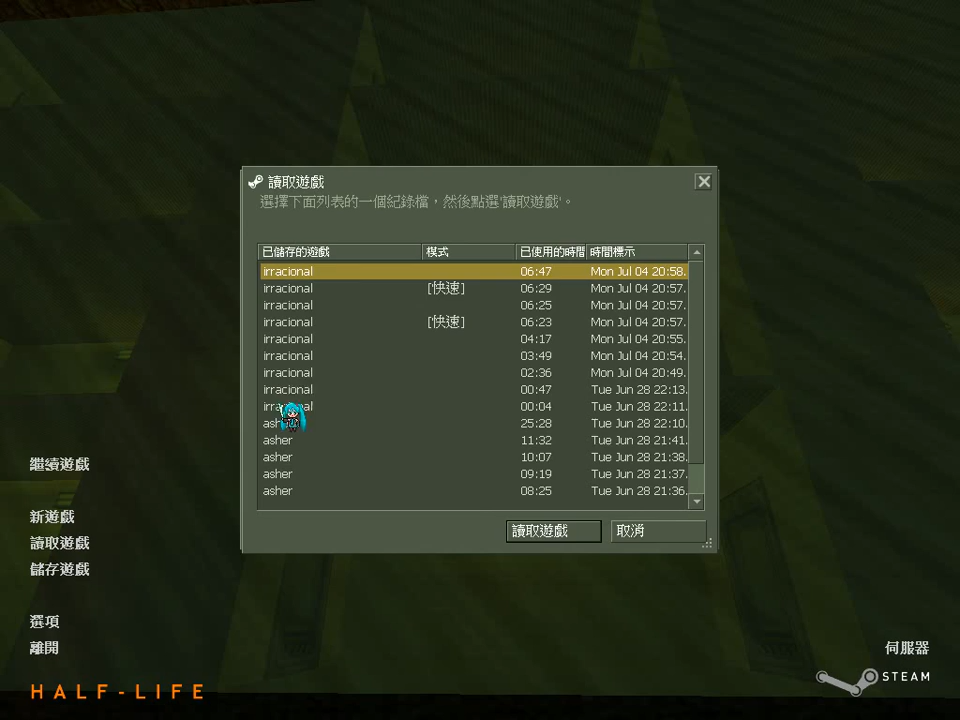 讀取遊戲
選擇下面列表的一個紀錄檔，然後點選'讀取遊戲'。
已儲存的遊戲 模式 已使用的時間 時間標示
irracional 06:47 Mon Jul 04 20:58.
irracional [快速] 06:29 Mon Jul 04 20:57.
irracional 06:25 Mon Jul 04 20:57.
irracional [快速] 06:23 Mon Jul 04 20:57.
irracional 04:17 Mon Jul 04 20:55.
irracional 03:49 Mon Jul 04 20:54.
irracional 02:36 Mon Jul 04 20:49.
irracional 00:47 Tue Jun 28 22:13.
irracional 00:04 Tue Jun 28 22:11.
asher 25:28 Tue Jun 28 22:10.
asher 11:32 Tue Jun 28 21:41.
asher 10:07 Tue Jun 28 21:38.
asher 09:19 Tue Jun 28 21:37.
asher 08:25 Tue Jun 28 21:36.
讀取遊戲 取消
繼續遊戲
新遊戲
讀取遊戲
儲存遊戲
選項
離開
伺服器
STEAM
HALF-LIFE